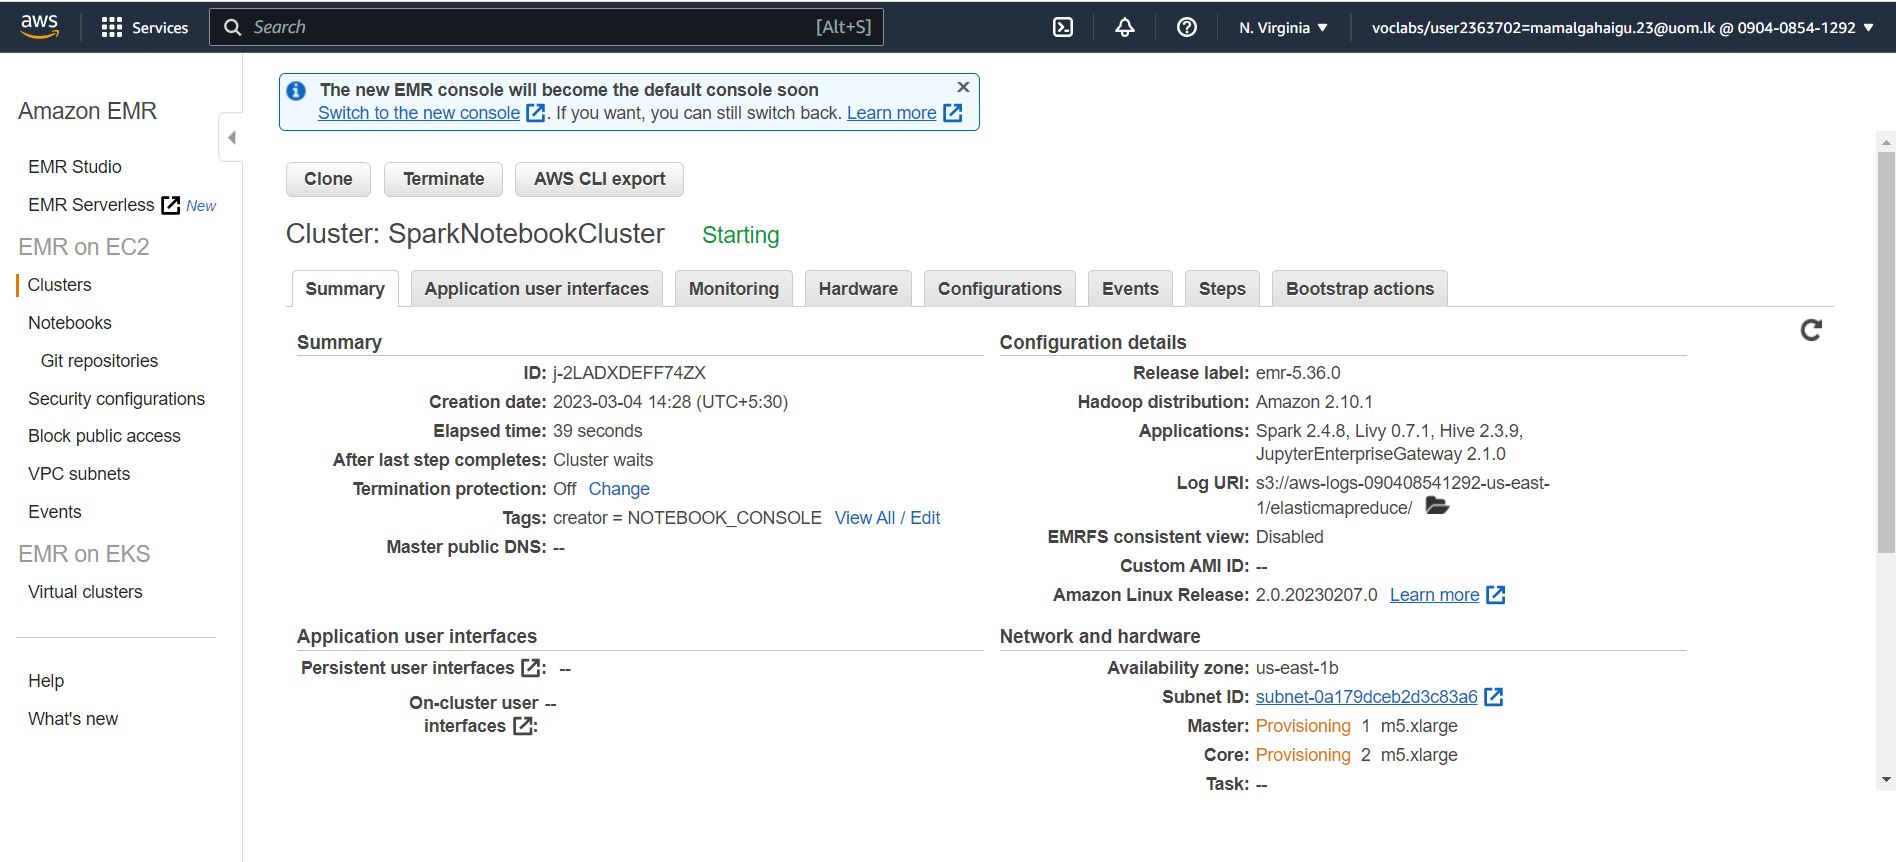 aws
Services
Search
[Alt+S]
N. Virginia
voclabs/user2363702=mamalgahaigu.23@uom.lk @ 0904-0854-1292
Amazon EMR
EMR Studio
EMR Serverless New
EMR on EC2
Clusters
Notebooks
Git repositories
Security configurations
Block public access
VPC subnets
Events
EMR on EKS
Virtual clusters
Help
What's new
The new EMR console will become the default console soon
Switch to the new console . If you want, you can still switch back. Learn more
Clone
Terminate
AWS CLI export
Cluster: SparkNotebookCluster Starting
Summary
Application user interfaces
Monitoring
Hardware
Configurations
Events
Steps
Bootstrap actions
Summary
ID: j-2LADXDEFF74ZX
Creation date: 2023-03-04 14:28 (UTC+5:30)
Elapsed time: 39 seconds
After last step completes: Cluster waits
Termination protection: Off Change
Tags: creator = NOTEBOOK_CONSOLE View All / Edit
Master public DNS: --
Configuration details
Release label: emr-5.36.0
Hadoop distribution: Amazon 2.10.1
Applications: Spark 2.4.8, Livy 0.7.1, Hive 2.3.9,
JupyterEnterpriseGateway 2.1.0
Log URI: s3://aws-logs-090408541292-us-east-
1/elasticmapreduce/
EMRFS consistent view: Disabled
Custom AMI ID: --
Amazon Linux Release: 2.0.20230207.0 Learn more
Application user interfaces
Persistent user interfaces : --
On-cluster user --
interfaces :
Network and hardware
Availability zone: us-east-1b
Subnet ID: subnet-0a179dceb2d3c83a6
Master: Provisioning 1 m5.xlarge
Core: Provisioning 2 m5.xlarge
Task: --